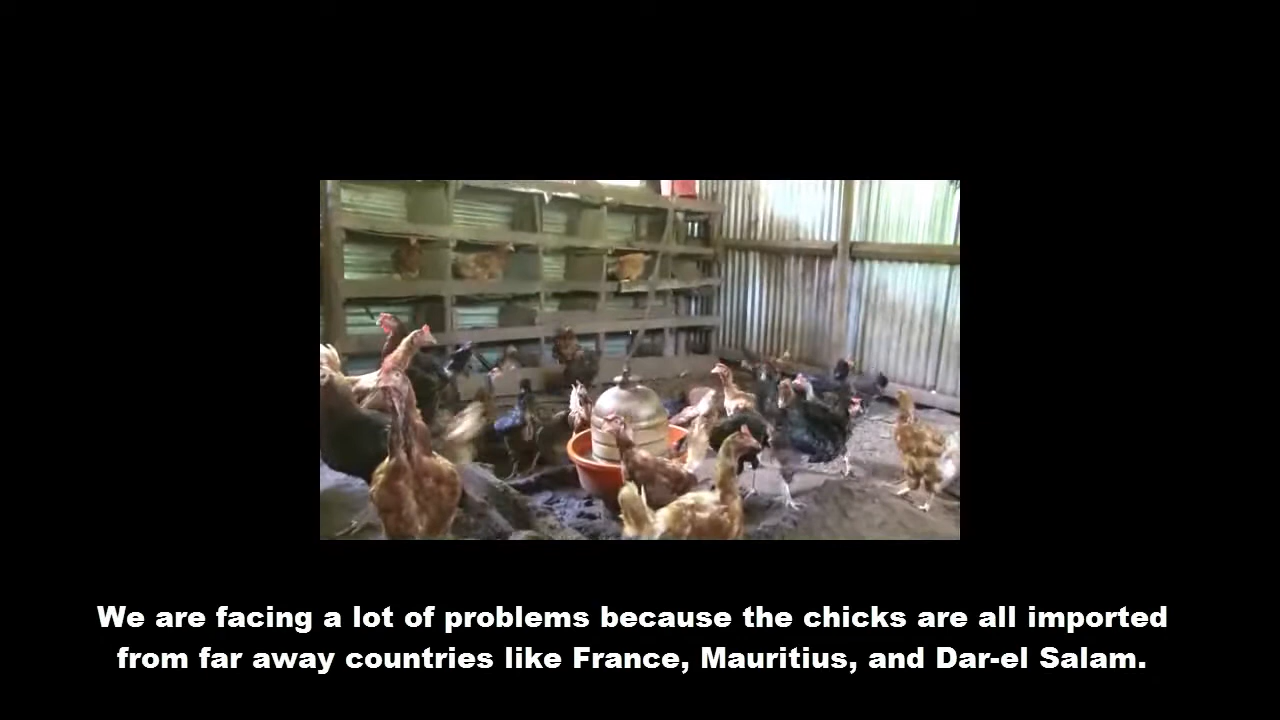 We are facing a lot of problems because the chicks are all imported
from far away countries like France, Mauritius, and Dar-el Salam.